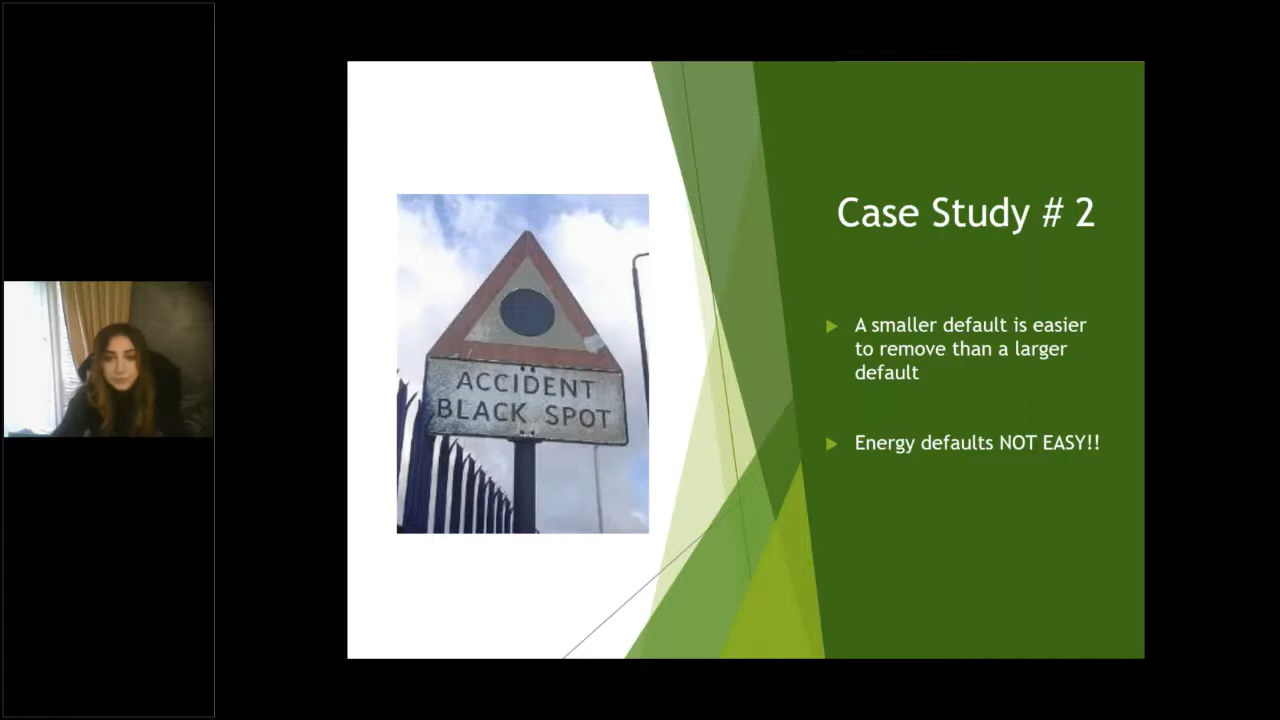 ACCIDENT
BLACK SPOT
Case Study # 2
A smaller default is easier
to remove than a larger
default
Energy defaults NOT EASY!!